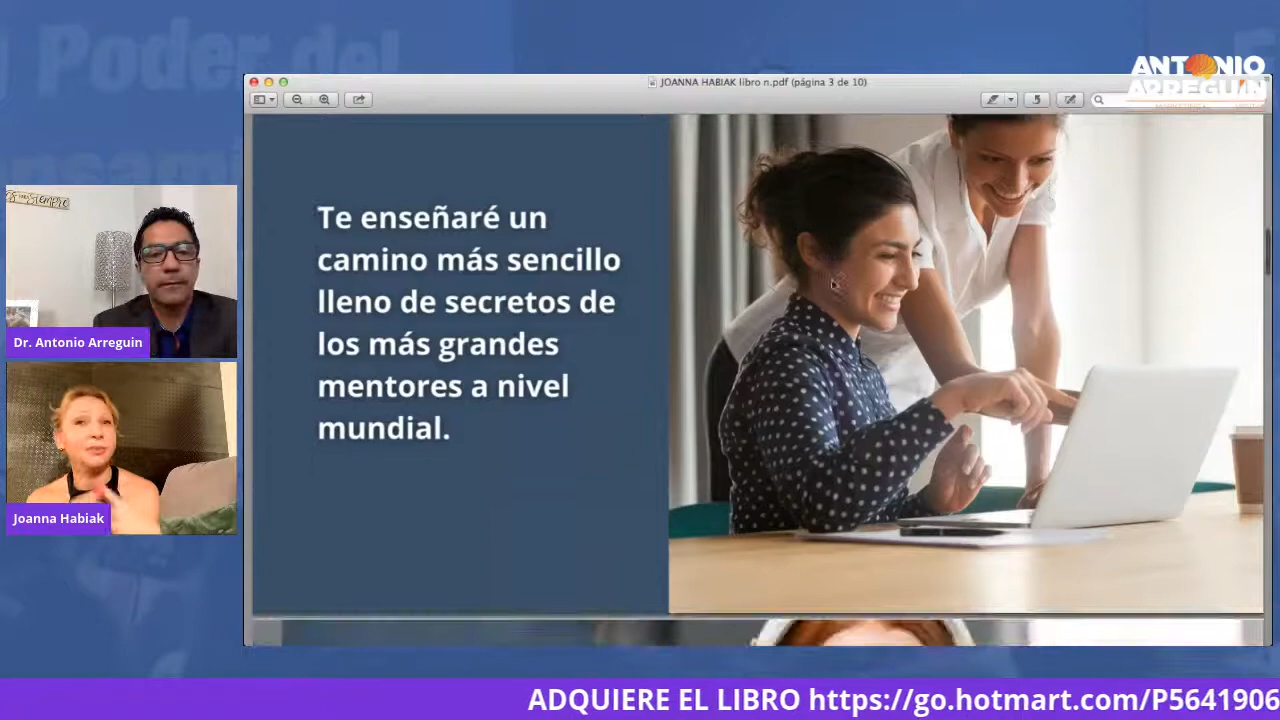 Poder del
ANTONIO
ARREGUIN
JOANNA HABIAK libro n.pdf (página 3 de 10)
Te enseñaré un
camino más sencillo
lleno de secretos de
los más grandes
mentores a nivel
mundial.
Dr. Antonio Arreguin
Joanna Habiak
ADQUIERE EL LIBRO https://go.hotmart.com/P5641906